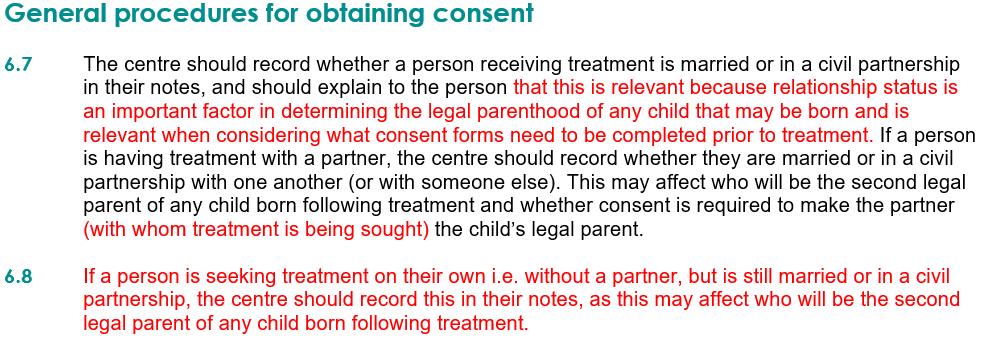 General procedures for obtaining consent
6.7 The centre should record whether a person receiving treatment is married or in a civil partnership
in their notes, and should explain to the person that this is relevant because relationship status is
an important factor in determining the legal parenthood of any child that may be born and is
relevant when considering what consent forms need to be completed prior to treatment. If a person
is having treatment with a partner, the centre should record whether they are married or in a civil
partnership with one another (or with someone else). This may affect who will be the second legal
parent of any child born following treatment and whether consent is required to make the partner
(with whom treatment is being sought) the child's legal parent.
6.8 If a person is seeking treatment on their own i.e. without a partner, but is still married or in a civil
partnership, the centre should record this in their notes, as this may affect who will be the second
legal parent of any child born following treatment.